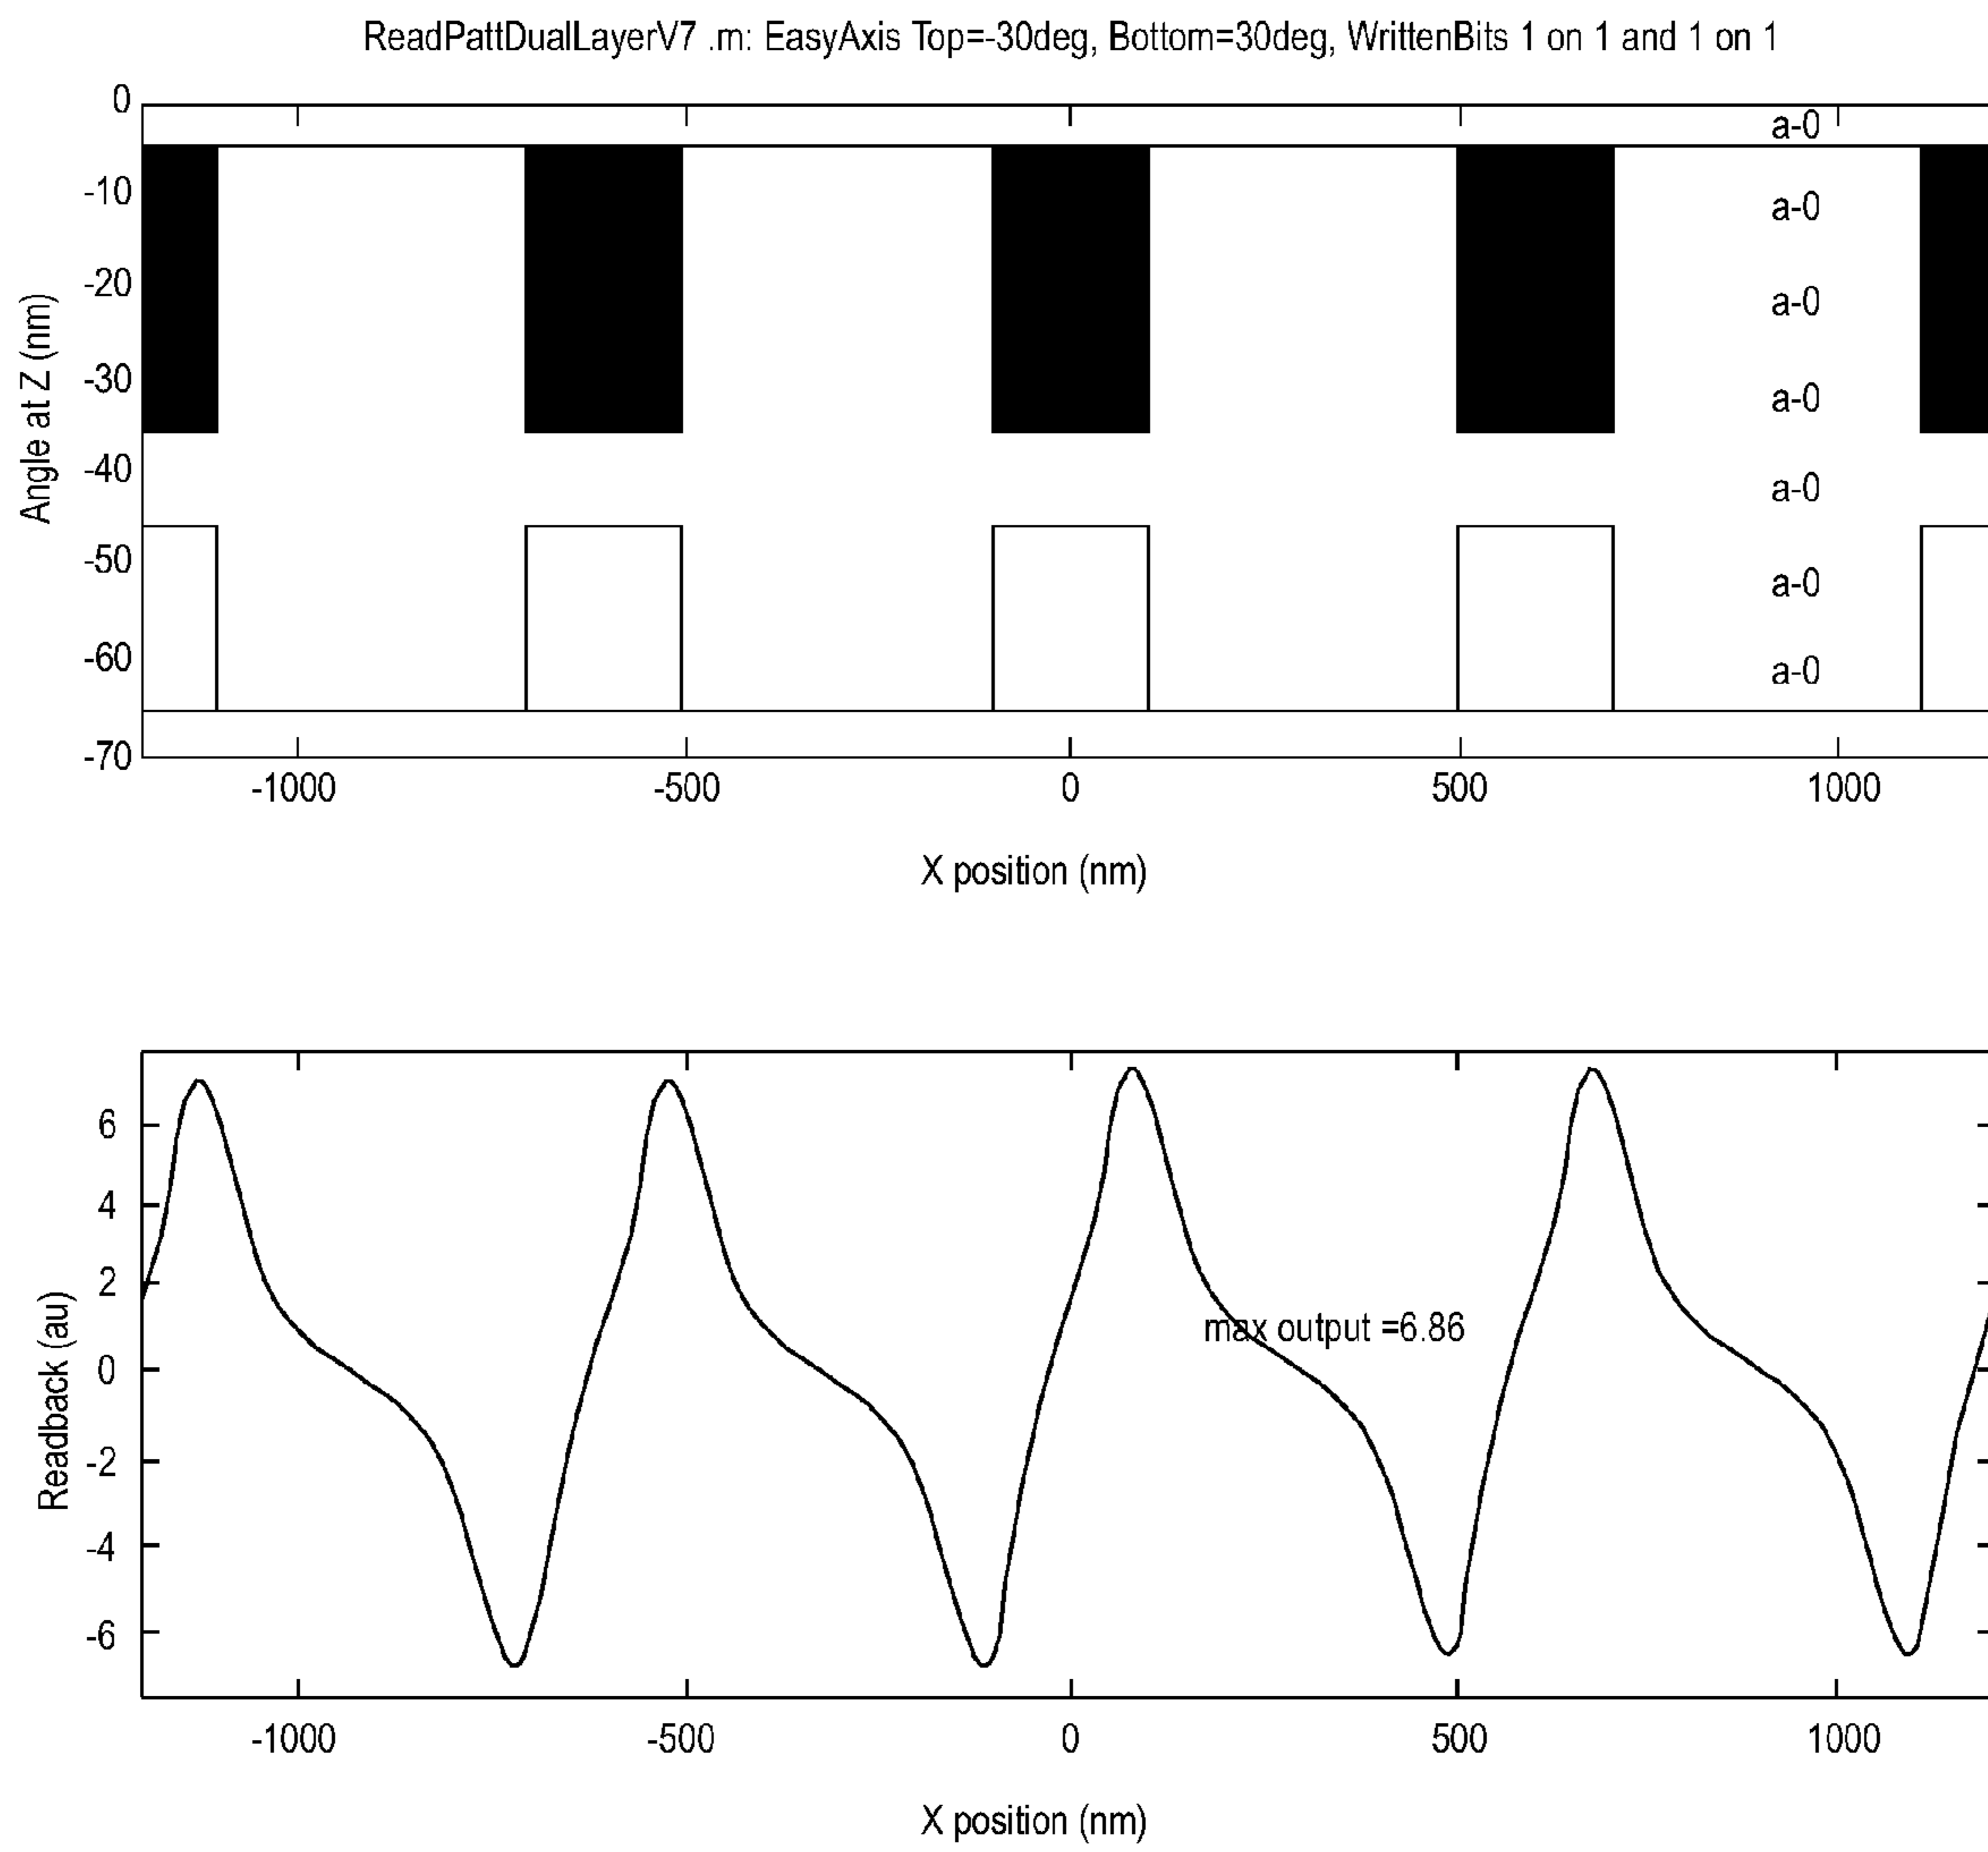 ReadPattDualLayerV7 .m: EasyAxis Top=-30deg, Bottom=30deg, WrittenBits 1 on 1 and 1 on 1
0
a-0
-10
a-0
-20
a-0
-30
a-0
-40
a-0
-50
a-0
-60
a-0
-70
Angle at Z (nm)
-1000 -500 0 500 1000
X position (nm)
6
4
2
max output =6.86
0
-2
-4
-6
Readback (au)
-1000 -500 0 500 1000
X position (nm)